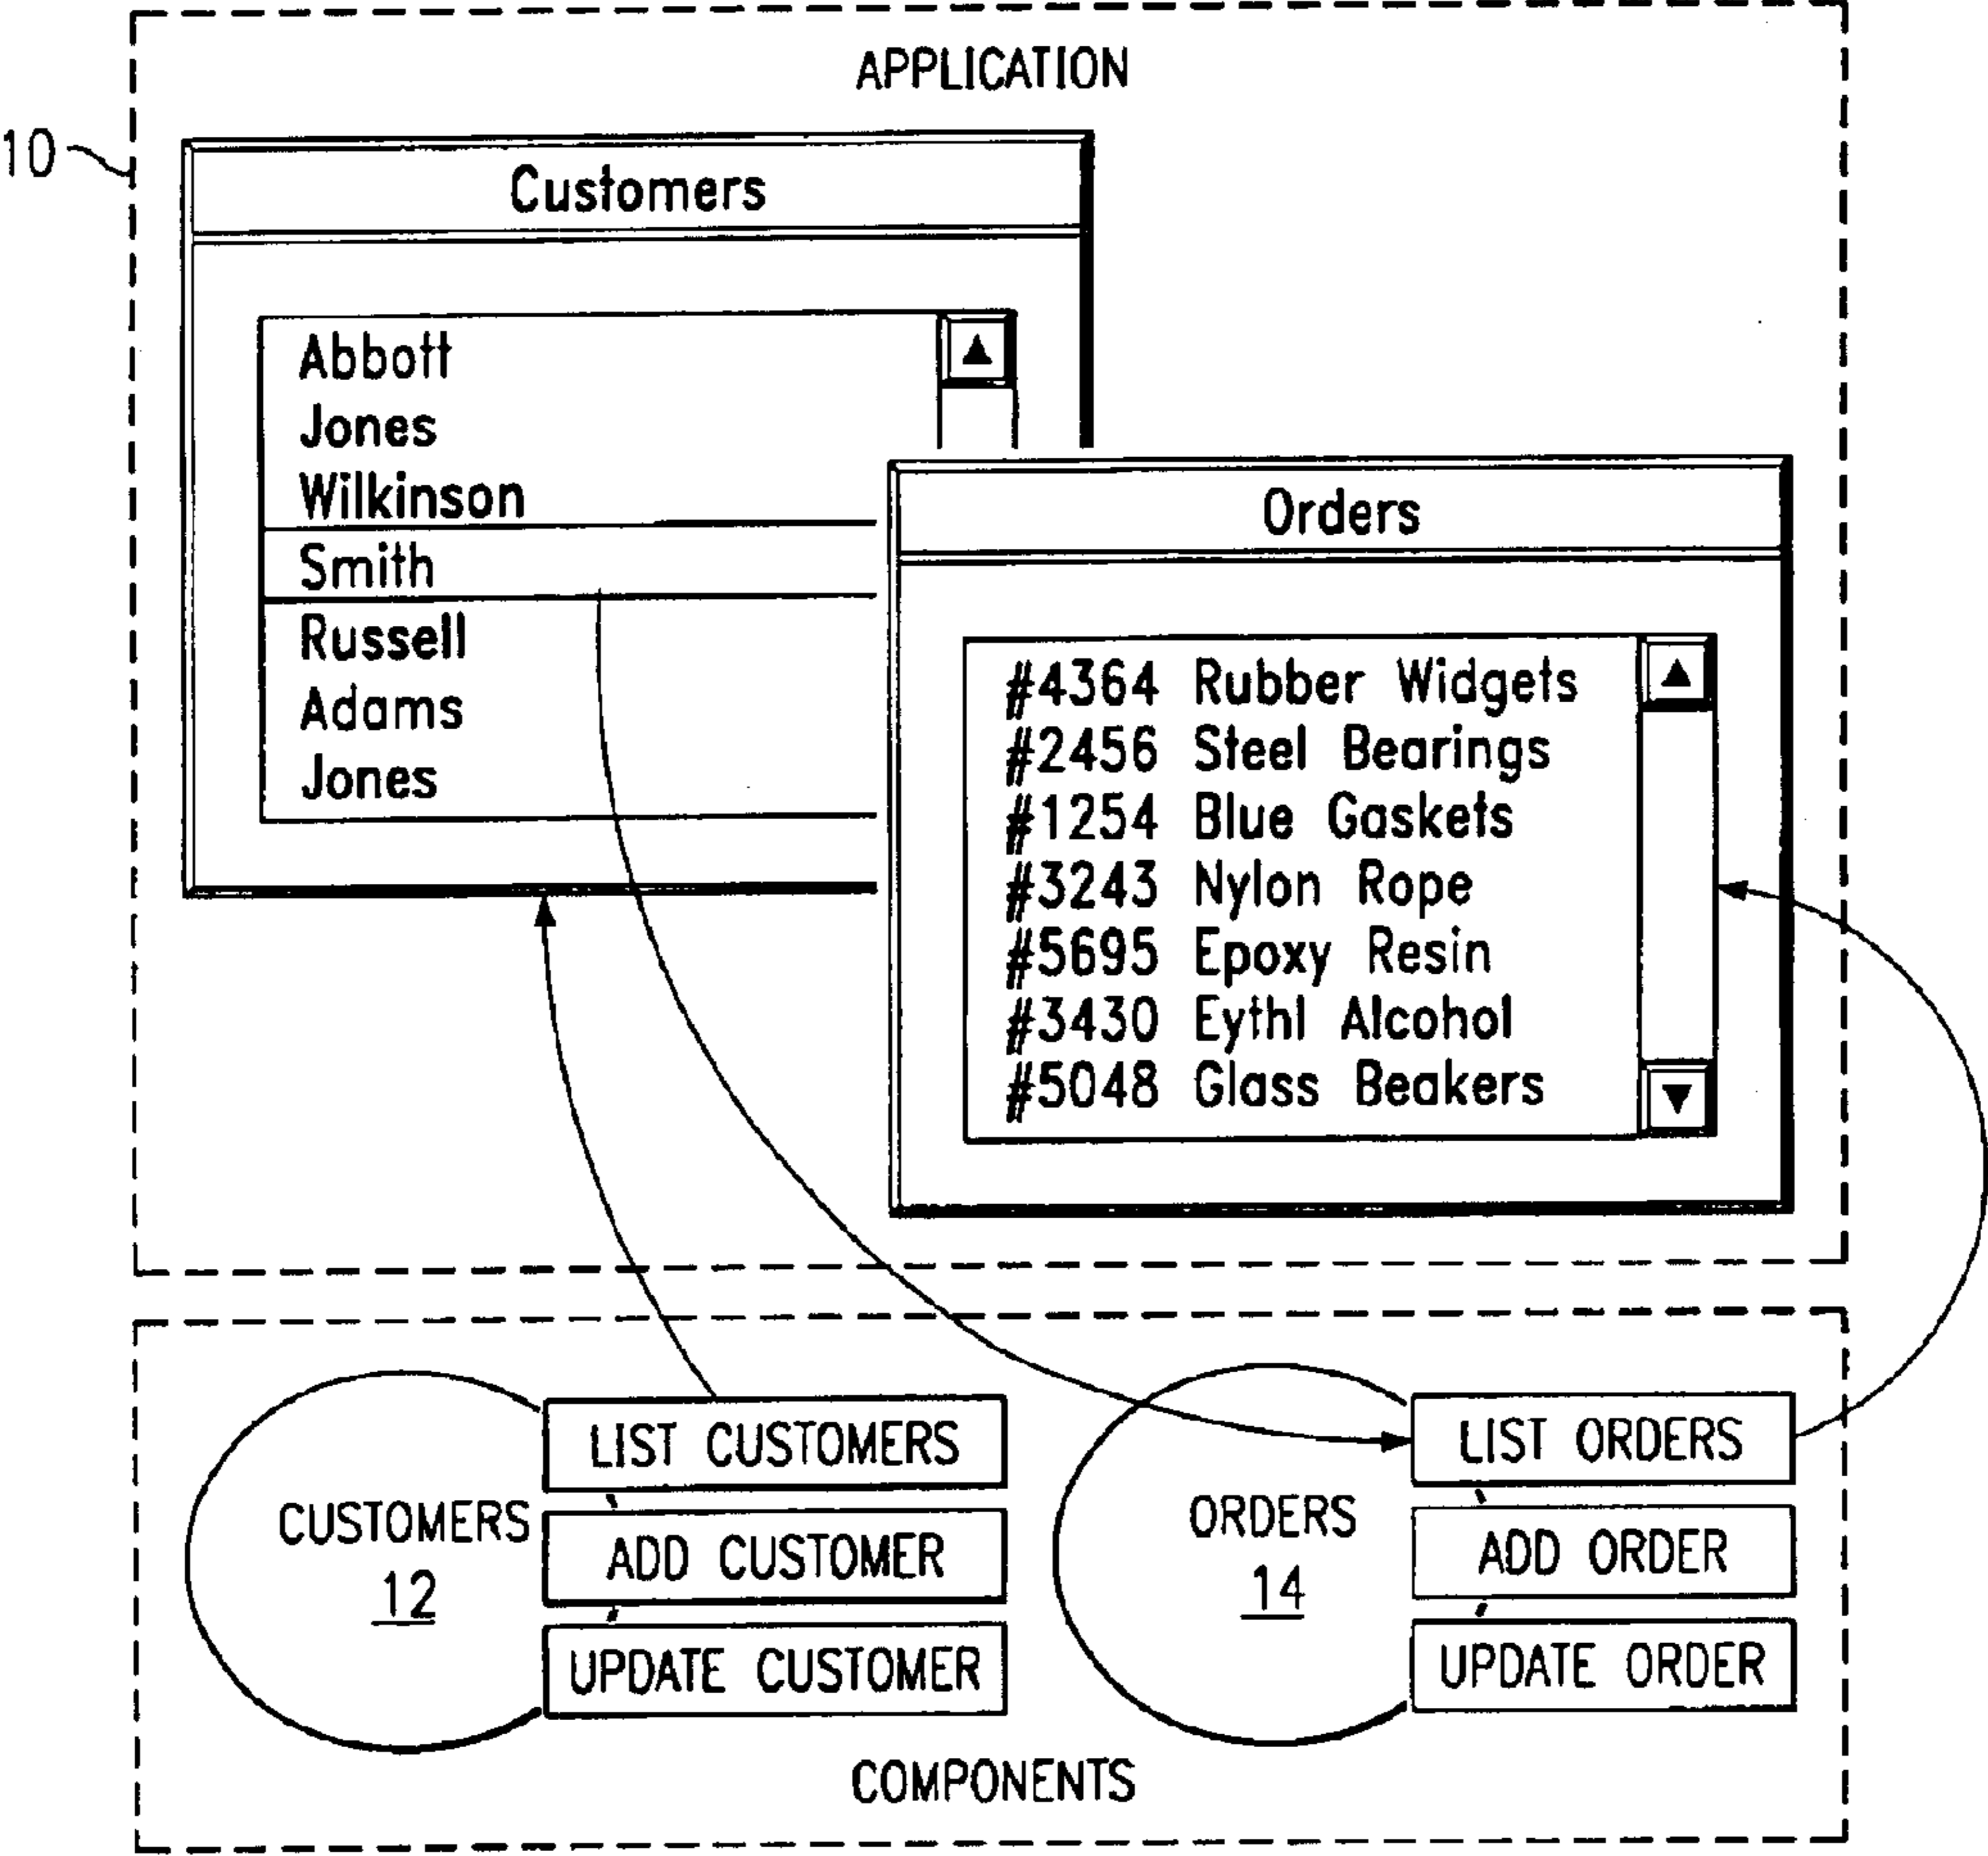 APPLICATION
10
Customers
Abbott
Jones
Wilkinson
Smith
Russell
Adams
Jones
Orders
#4364 Rubber Widgets
#2456 Steel Bearings
#1254 Blue Gaskets
#3243 Nylon Rope
#5695 Epoxy Resin
#3430 Eythl Alcohol
#5048 Glass Beakers
CUSTOMERS
12
LIST CUSTOMERS
ADD CUSTOMER
UPDATE CUSTOMER
ORDERS
14
LIST ORDERS
ADD ORDER
UPDATE ORDER
COMPONENTS